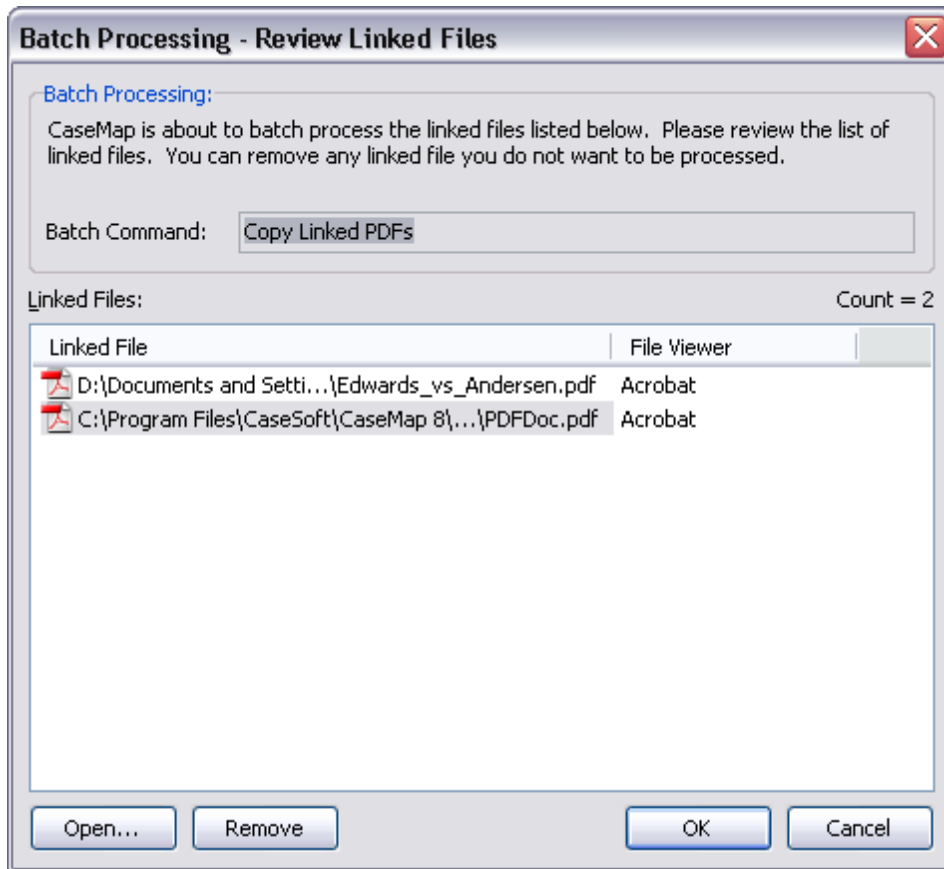 Batch Processing - Review Linked Files
Batch Processing:
CaseMap is about to batch process the linked files listed below. Please review the list of
linked files. You can remove any linked file you do not want to be processed.
Batch Command: Copy Linked PDFs
Linked Files: Count = 2
Linked File File Viewer
D:\Documents and Setti...\Edwards_vs_Andersen.pdf Acrobat
C:\Program Files\CaseSoft\CaseMap 8\...\PDFDoc.pdf Acrobat
Open... Remove OK Cancel